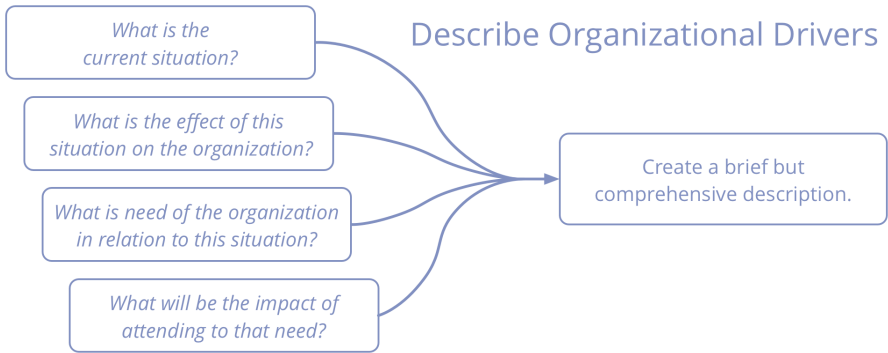 Describe Organizational Drivers
What is the
current situation?
What is the effect of this
situation on the organization?
What is need of the organization
in relation to this situation?
What will be the impact of
attending to that need?
Create a brief but
comprehensive description.